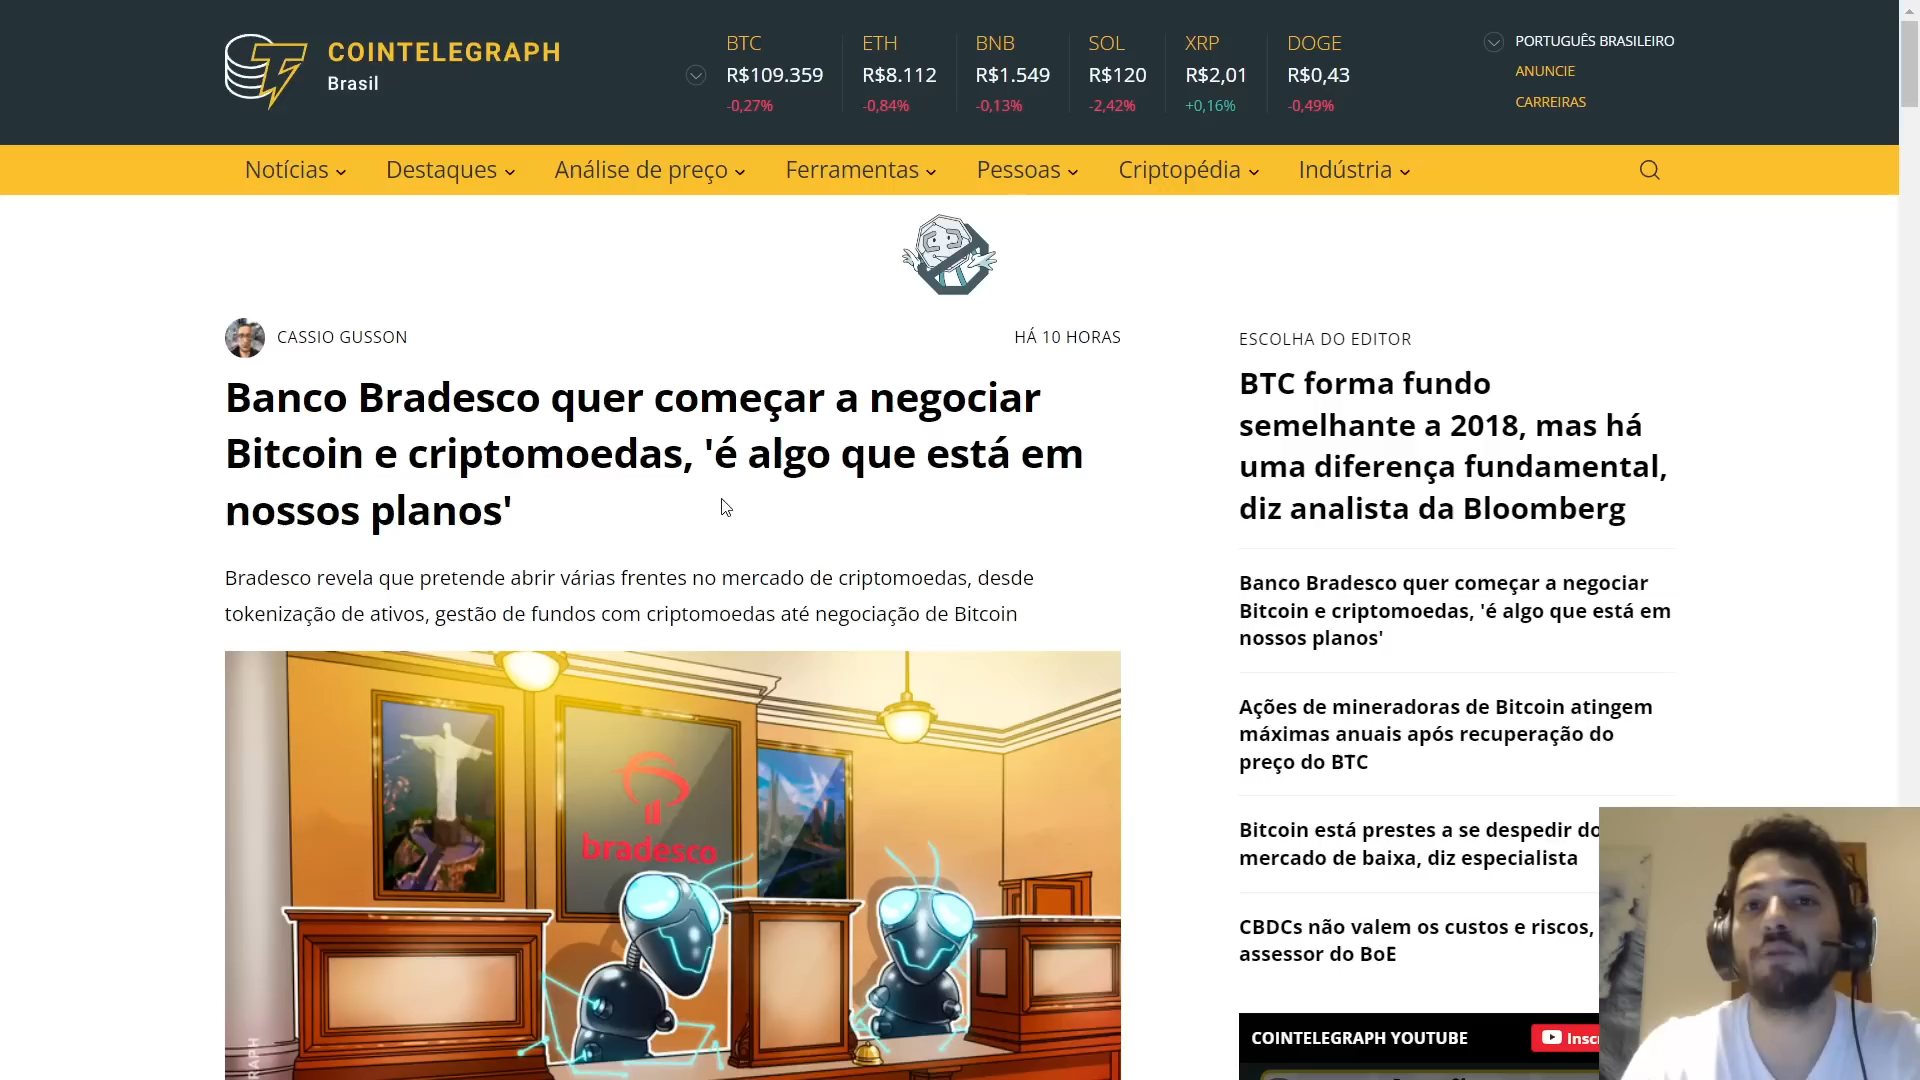 COINTELEGRAPH
Brasil
BTC
R$109.359
-0,27%
ETH
R$8.112
-0,84%
BNB
R$1.549
-0,13%
SOL
R$120
-2,42%
XRP
R$2,01
+0,16%
DOGE
R$0,43
-0,49%
PORTUGUÊS BRASILEIRO
ANUNCIE
CARREIRAS
Notícias
Destaques
Análise de preço
Ferramentas
Pessoas
Criptopédia
Indústria
CASSIO GUSSON
HÁ 10 HORAS
Banco Bradesco quer começar a negociar
Bitcoin e criptomoedas, 'é algo que está em
nossos planos'
Bradesco revela que pretende abrir várias frentes no mercado de criptomoedas, desde
tokenização de ativos, gestão de fundos com criptomoedas até negociação de Bitcoin
bradesco
ESCOLHA DO EDITOR
BTC forma fundo
semelhante a 2018, mas há
uma diferença fundamental,
diz analista da Bloomberg
Banco Bradesco quer começar a negociar
Bitcoin e criptomoedas, 'é algo que está em
nossos planos'
Ações de mineradoras de Bitcoin atingem
máximas anuais após recuperação do
preço do BTC
Bitcoin está prestes a se despedir do
mercado de baixa, diz especialista
CBDCs não valem os custos e riscos,
assessor do BoE
COINTELEGRAPH YOUTUBE